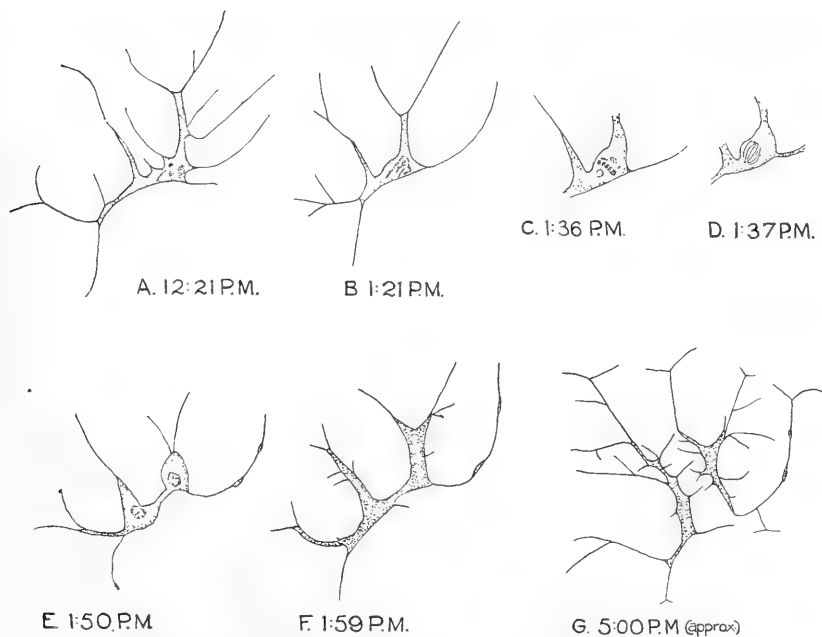 A. 12:21 P.M.
B 1:21 P.M.
C. 1:36 P.M.
D. 1:37 P.M.
E. 1:50 P.M
F. 1:59 P.M.
G. 5:00 P.M (approx.)